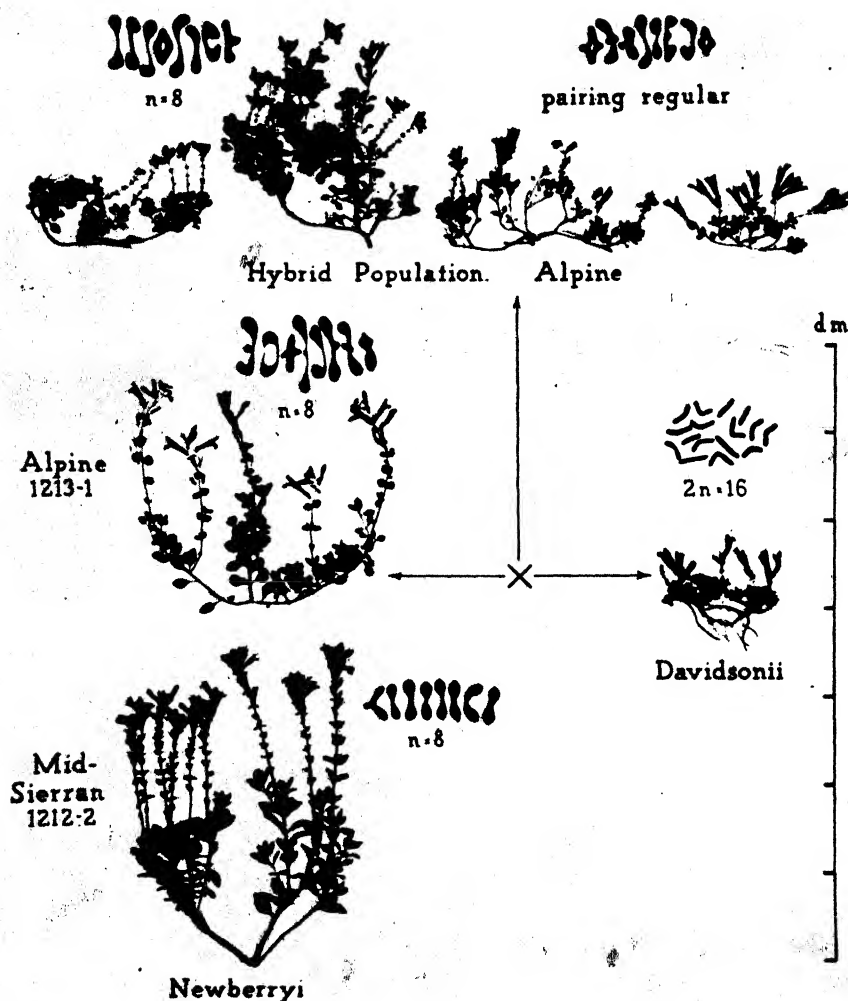 n=8
pairing regular
Hybrid Population. Alpine
dm
n=8
Alpine
1213-1
2n=16
Davidsonii
n=8
Mid-
Sierran
1212-2
Newberryi